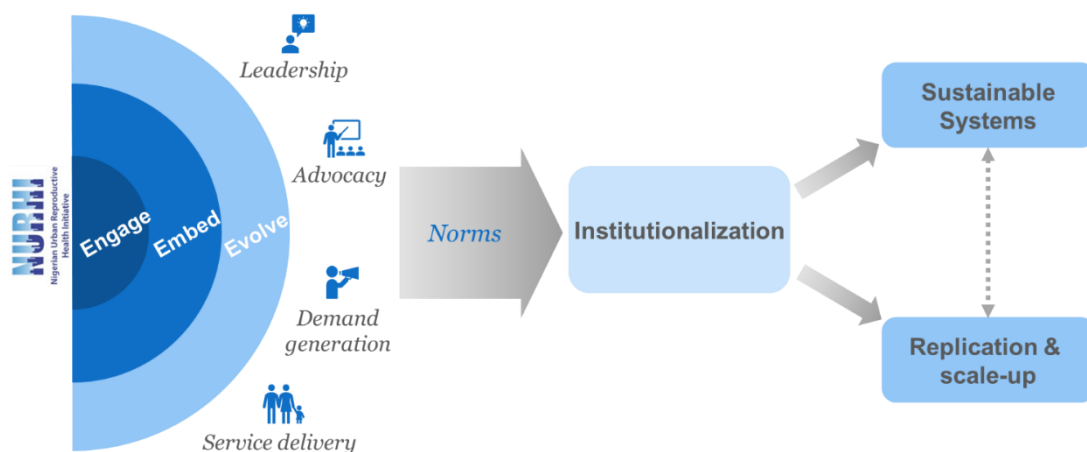 NURHI
Nigerian Urban Reproductive
Health Initiative
Engage
Embed
Evolve
Leadership
Advocacy
Demand
generation
Service delivery
Norms
Institutionalization
Sustainable
Systems
Replication &
scale-up